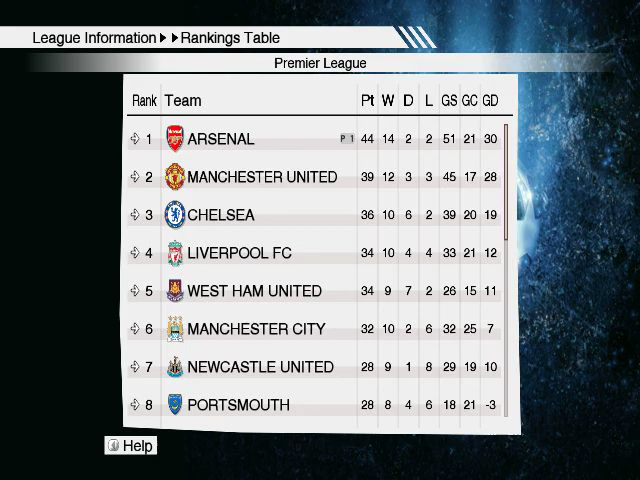 League Information ▶ ▶ Rankings Table
Premier League
Rank Team Pt W D L GS GC GD
1 ARSENAL P 1 44 14 2 2 51 21 30
2 MANCHESTER UNITED 39 12 3 3 45 17 28
3 CHELSEA 36 10 6 2 39 20 19
4 LIVERPOOL FC 34 10 4 4 33 21 12
5 WEST HAM UNITED 34 9 7 2 26 15 11
6 MANCHESTER CITY 32 10 2 6 32 25 7
7 NEWCASTLE UNITED 28 9 1 8 29 19 10
8 PORTSMOUTH 28 8 4 6 18 21 -3
Help